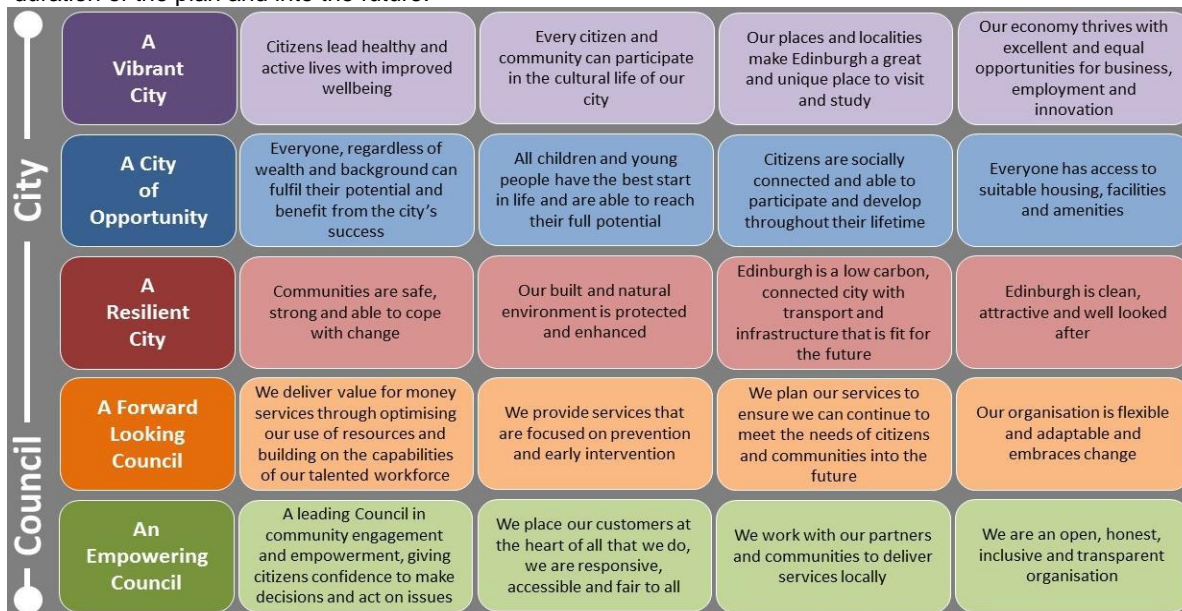 duration of the plan and into the future.
City
Council
A
Vibrant
City
Citizens lead healthy and
active lives with improved
wellbeing
Every citizen and
community can participate
in the cultural life of our
city
Our places and localities
make Edinburgh a great
and unique place to visit
and study
Our economy thrives with
excellent and equal
opportunities for business,
employment and
innovation
A City
of
Opportunity
Everyone, regardless of
wealth and background can
fulfil their potential and
benefit from the city's
success
All children and young
people have the best start
in life and are able to reach
their full potential
Citizens are socially
connected and able to
participate and develop
throughout their lifetime
Everyone has access to
suitable housing, facilities
and amenities
A
Resilient
City
Communities are safe,
strong and able to cope
with change
Our built and natural
environment is protected
and enhanced
Edinburgh is a low carbon,
connected city with
transport and
infrastructure that is fit for
the future
Edinburgh is clean,
attractive and well looked
after
A Forward
Looking
Council
We deliver value for money
services through optimising
our use of resources and
building on the capabilities
of our talented workforce
We provide services that
are focused on prevention
and early intervention
We plan our services to
ensure we can continue to
meet the needs of citizens
and communities into the
future
Our organisation is flexible
and adaptable and
embraces change
An
Empowering
Council
A leading Council in
community engagement
and empowerment, giving
citizens confidence to make
decisions and act on issues
We place our customers at
the heart of all that we do,
we are responsive,
accessible and fair to all
We work with our partners
and communities to deliver
services locally
We are an open, honest,
inclusive and transparent
organisation